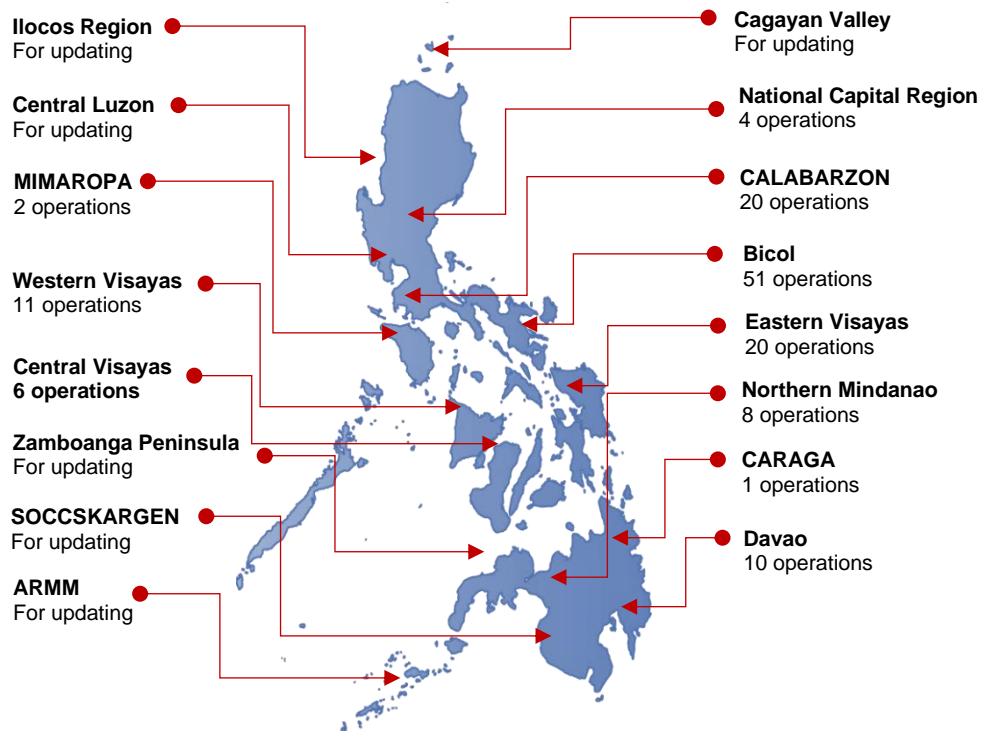 Ilocos Region
For updating
Central Luzon
For updating
MIMAROPA
2 operations
Western Visayas
11 operations
Central Visayas
6 operations
Zamboanga Peninsula
For updating
SOCCSKARGEN
For updating
ARMM
For updating
Cagayan Valley
For updating
National Capital Region
4 operations
CALABARZON
20 operations
Bicol
51 operations
Eastern Visayas
20 operations
Northern Mindanao
8 operations
CARAGA
1 operations
Davao
10 operations